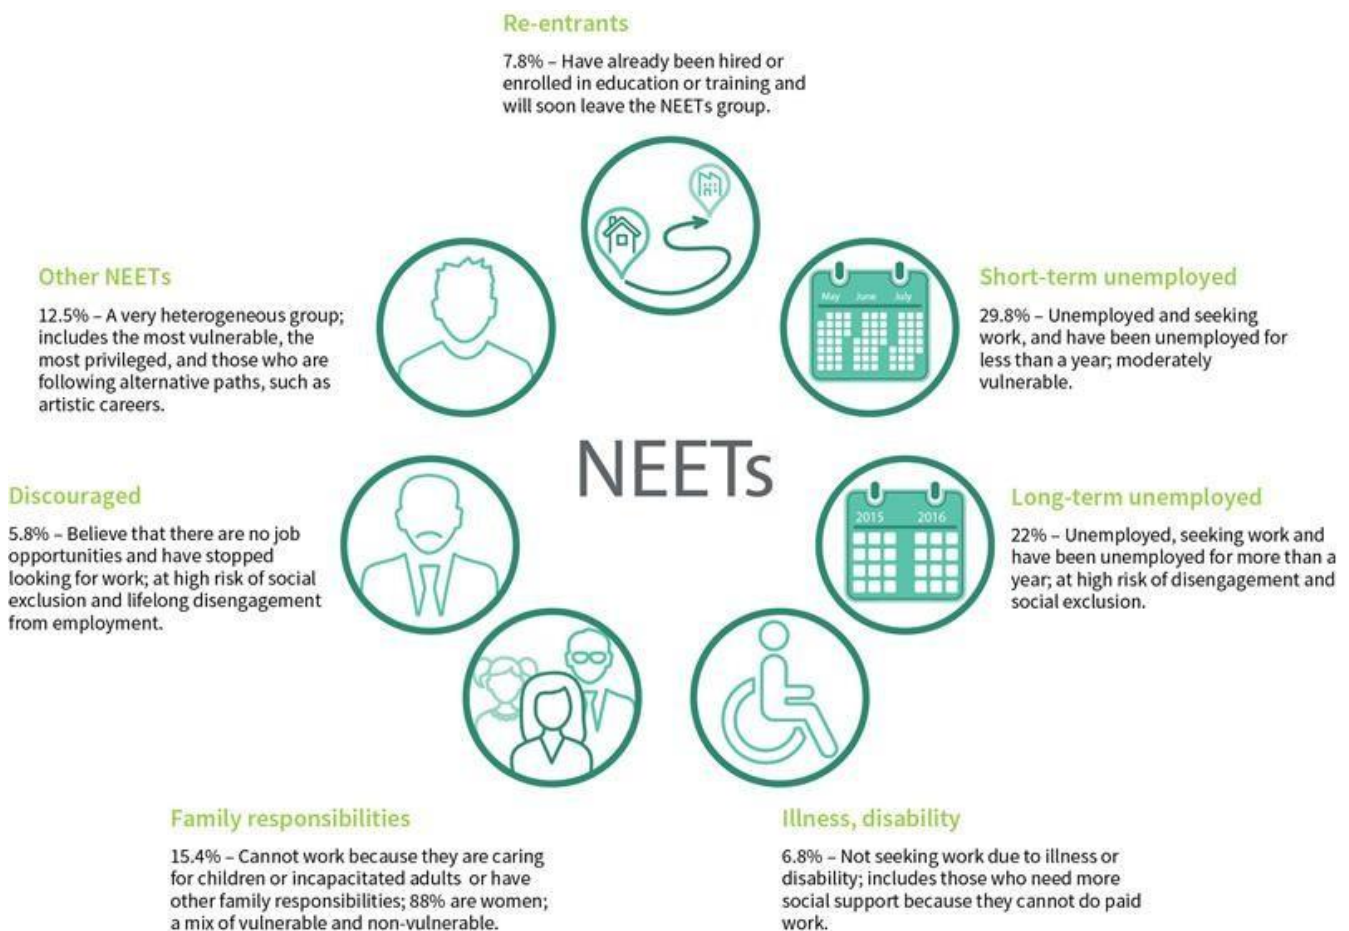 Re-entrants
7.8% – Have already been hired or
enrolled in education or training and
will soon leave the NEETs group.
Other NEETs
12.5% – A very heterogeneous group;
includes the most vulnerable, the
most privileged, and those who are
following alternative paths, such as
artistic careers.
May June July
Short-term unemployed
29.8% – Unemployed and seeking
work, and have been unemployed for
less than a year; moderately
vulnerable.
NEETs
Discouraged
5.8% – Believe that there are no job
opportunities and have stopped
looking for work; at high risk of social
exclusion and lifelong disengagement
from employment.
2015 2016
Long-term unemployed
22% – Unemployed, seeking work and
have been unemployed for more than a
year; at high risk of disengagement and
social exclusion.
Family responsibilities
15.4% – Cannot work because they are caring
for children or incapacitated adults or have
other family responsibilities; 88% are women;
a mix of vulnerable and non-vulnerable.
Illness, disability
6.8% – Not seeking work due to illness or
disability; includes those who need more
social support because they cannot do paid
work.